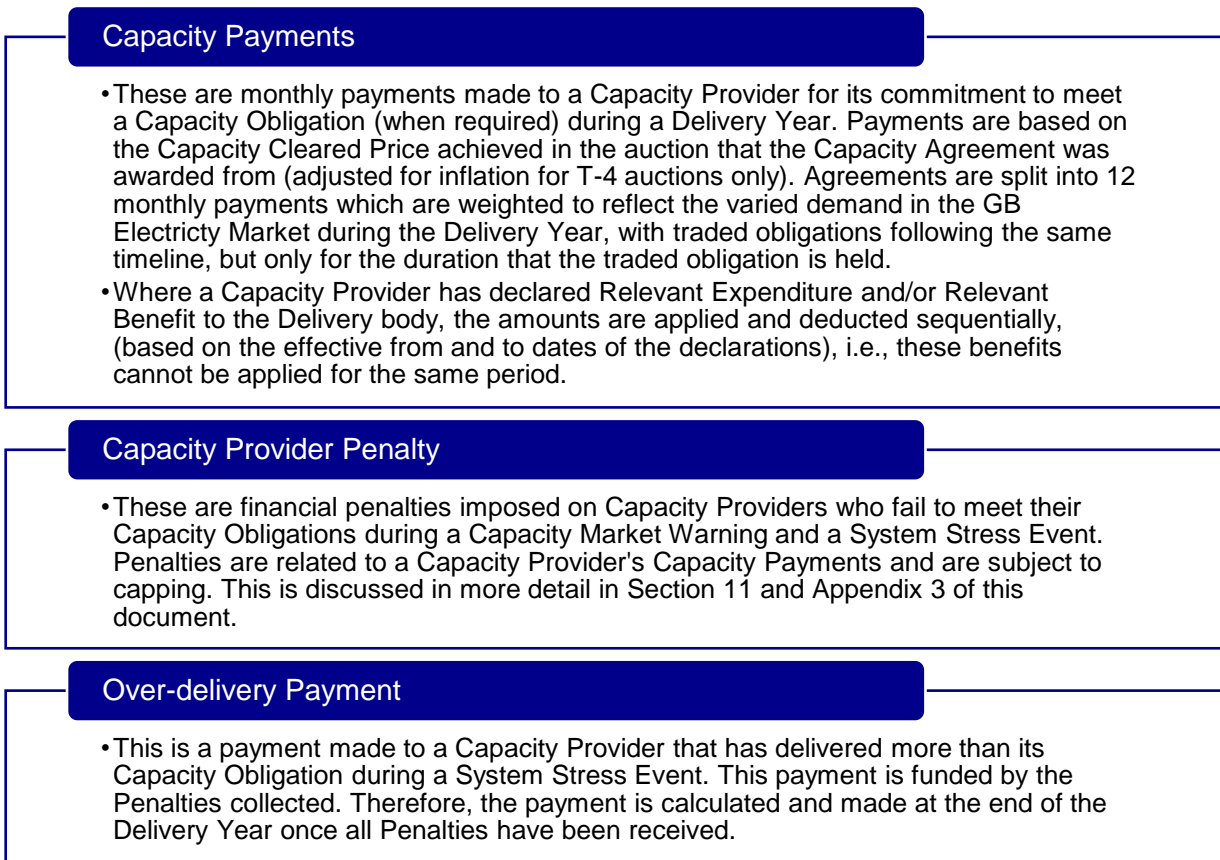 Capacity Payments
•These are monthly payments made to a Capacity Provider for its commitment to meet
a Capacity Obligation (when required) during a Delivery Year. Payments are based on
the Capacity Cleared Price achieved in the auction that the Capacity Agreement was
awarded from (adjusted for inflation for T-4 auctions only). Agreements are split into 12
monthly payments which are weighted to reflect the varied demand in the GB
Electricty Market during the Delivery Year, with traded obligations following the same
timeline, but only for the duration that the traded obligation is held.
•Where a Capacity Provider has declared Relevant Expenditure and/or Relevant
Benefit to the Delivery body, the amounts are applied and deducted sequentially,
(based on the effective from and to dates of the declarations), i.e., these benefits
cannot be applied for the same period.
Capacity Provider Penalty
•These are financial penalties imposed on Capacity Providers who fail to meet their
Capacity Obligations during a Capacity Market Warning and a System Stress Event.
Penalties are related to a Capacity Provider's Capacity Payments and are subject to
capping. This is discussed in more detail in Section 11 and Appendix 3 of this
document.
Over-delivery Payment
•This is a payment made to a Capacity Provider that has delivered more than its
Capacity Obligation during a System Stress Event. This payment is funded by the
Penalties collected. Therefore, the payment is calculated and made at the end of the
Delivery Year once all Penalties have been received.